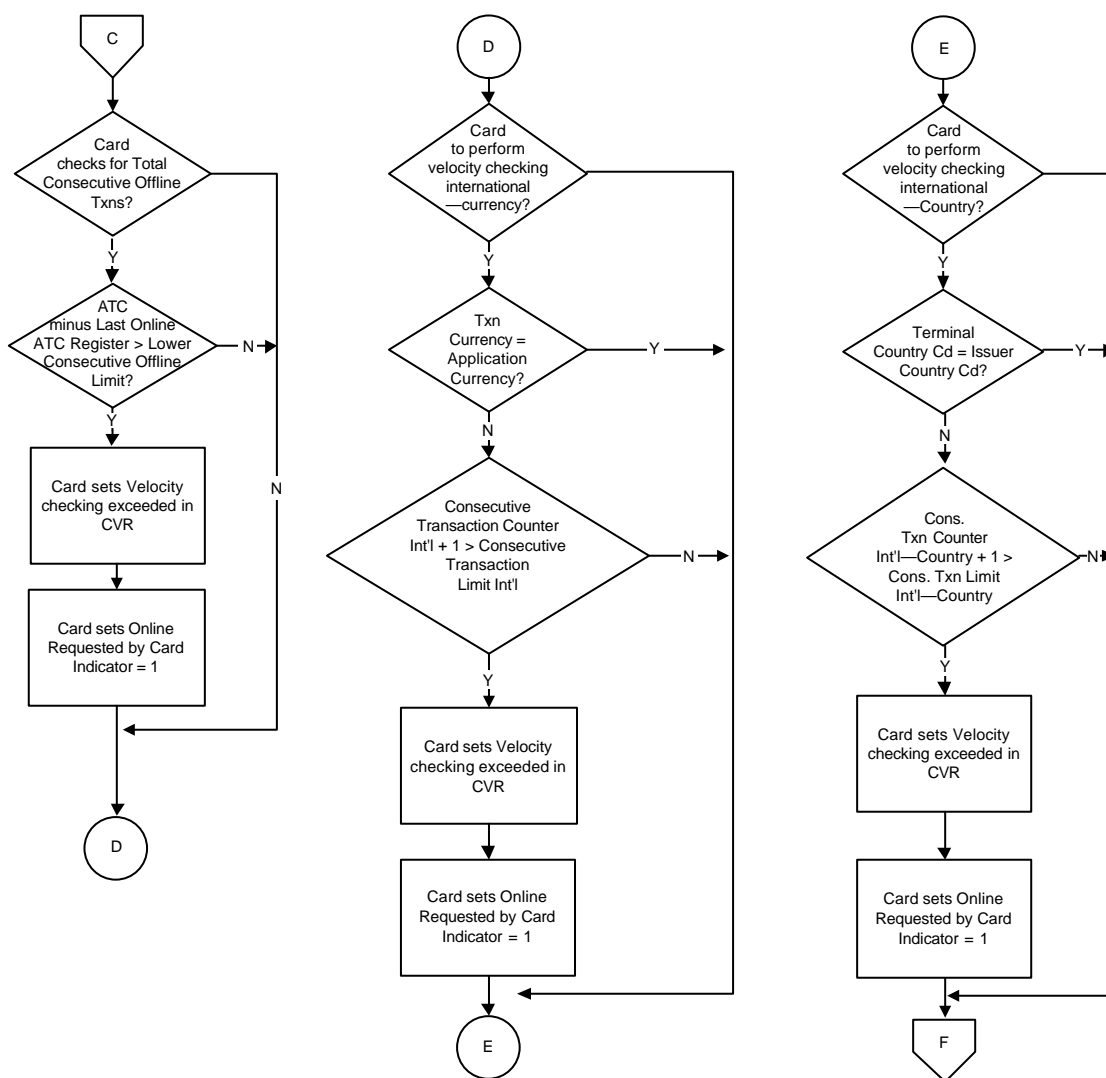 C
Card
checks for Total
Consecutive Offline
Txns?
Y
ATC
minus Last Online
ATC Register > Lower
Consecutive Offline
Limit?
N
Y
N
Card sets Velocity
checking exceeded in
CVR
Card sets Online
Requested by Card
Indicator = 1
D
D
Card
to perform
velocity checking
international
—currency?
Y
Txn
Currency =
Application
Currency?
Y
N
Consecutive
Transaction Counter
Int'l + 1 > Consecutive
Transaction
Limit Int'l
N
Y
Card sets Velocity
checking exceeded in
CVR
Card sets Online
Requested by Card
Indicator = 1
E
E
Card
to perform
velocity checking
international
—Country?
Y
Terminal
Country Cd = Issuer
Country Cd?
Y
N
Cons.
Txn Counter
Int'l—Country + 1 >
Cons. Txn Limit
Int'l—Country
N
Y
Card sets Velocity
checking exceeded in
CVR
Card sets Online
Requested by Card
Indicator = 1
F